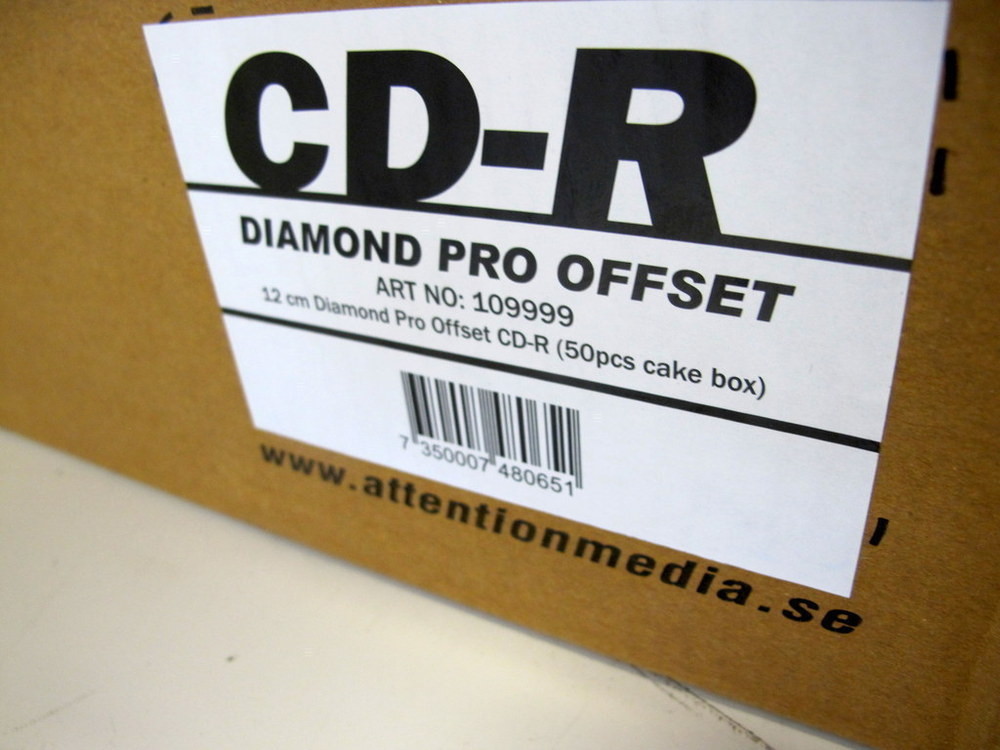 CD-R
DIAMOND PRO OFFSET
ART NO: 109999
12 cm Diamond Pro Offset CD-R (50pcs cake box)
7 350007 480651
www.attentionmedia.se